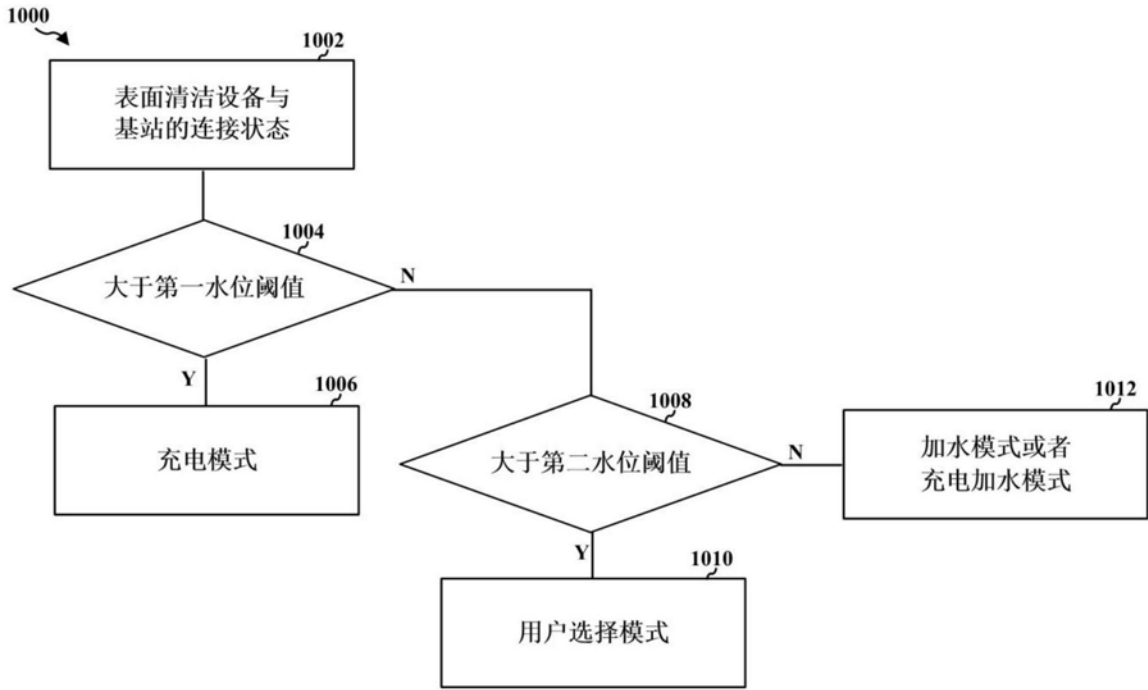 1000
1002
表面清洁设备与
基站的连接状态
1004
大于第一水位阈值
N
Y
1006
充电模式
1008
大于第二水位阈值
N
1012
加水模式或者
充电加水模式
Y
1010
用户选择模式